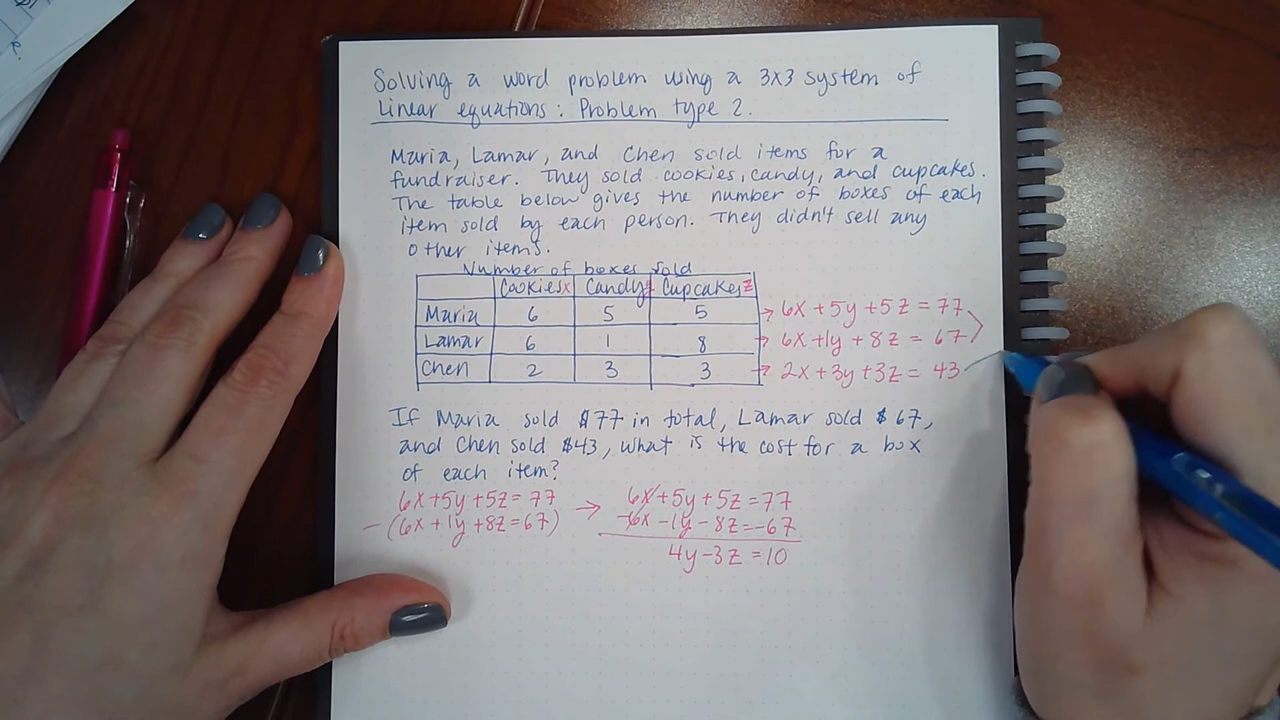 Solving a word problem using a 3x3 system of
Linear equations: Problem type 2.
Maria, Lamar, and Chen sold items for a
fundraiser. They sold cookies, candy, and cupcakes.
The table below gives the number of boxes of each
item sold by each person. They didn't sell any
other items.
Number of boxes sold
Cookies x Candy y Cupcakes z
Maria 6 5 5 → 6x+5y+5z=77
Lamar 6 1 8 → 6x+1y+8z=67
Chen 2 3 3 → 2x+3y+3z=43
If Maria sold $77 in total, Lamar sold $67,
and Chen sold $43, what is the cost for a box
of each item?
6x+5y+5z=77 → 6x+5y+5z=77
-(6x+1y+8z=67) -6x-1y-8z=-67
4y-3z=10